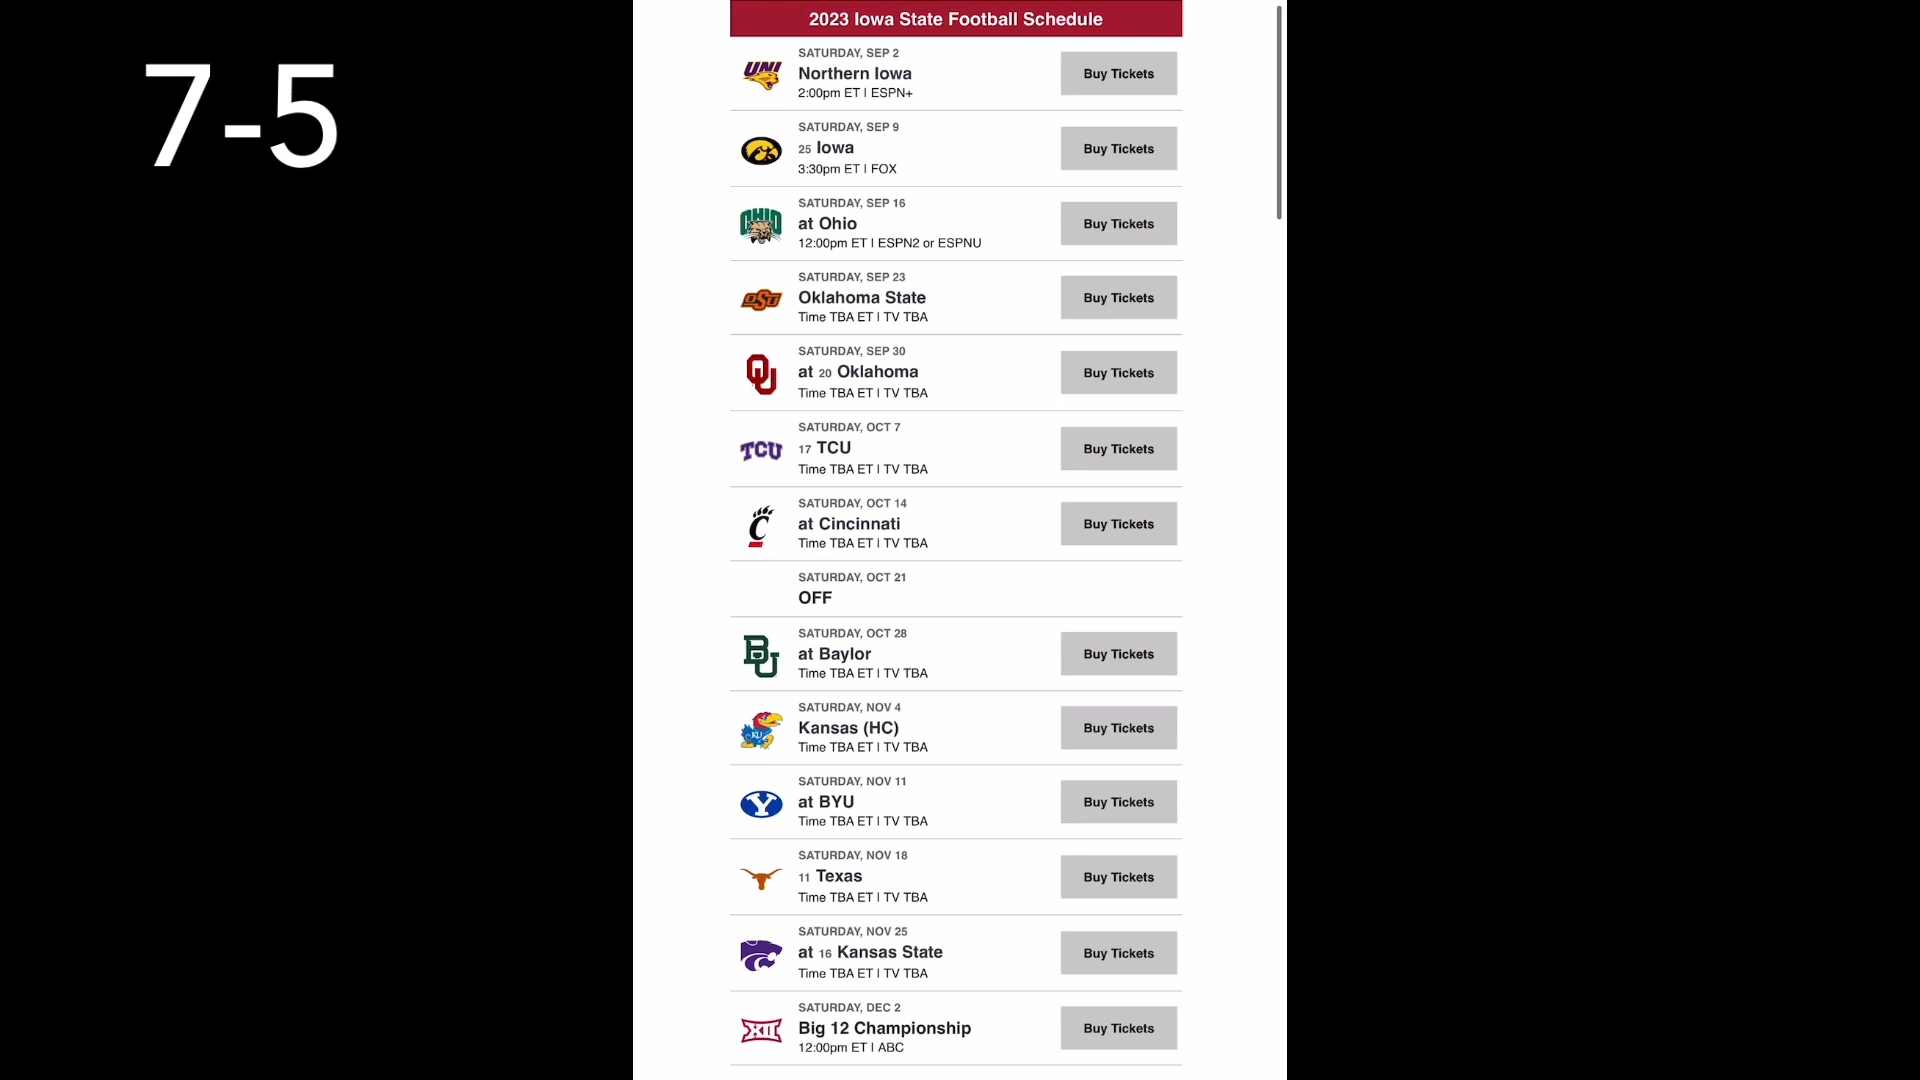 7-5
2023 Iowa State Football Schedule
SATURDAY, SEP 2
UNI
Northern Iowa
Buy Tickets
2:00pm ET | ESPN+
SATURDAY, SEP 9
25 Iowa
Buy Tickets
3:30pm ET | FOX
SATURDAY, SEP 16
OHIO
at Ohio
Buy Tickets
12:00pm ET | ESPN2 or ESPNU
SATURDAY, SEP 23
OSU
Oklahoma State
Buy Tickets
Time TBA ET | TV TBA
SATURDAY, SEP 30
OU
at 20 Oklahoma
Buy Tickets
Time TBA ET | TV TBA
SATURDAY, OCT 7
TCU
17 TCU
Buy Tickets
Time TBA ET | TV TBA
SATURDAY, OCT 14
C
at Cincinnati
Buy Tickets
Time TBA ET | TV TBA
SATURDAY, OCT 21
OFF
SATURDAY, OCT 28
BU
at Baylor
Buy Tickets
Time TBA ET | TV TBA
SATURDAY, NOV 4
KU
Kansas (HC)
Buy Tickets
Time TBA ET | TV TBA
SATURDAY, NOV 11
Y
at BYU
Buy Tickets
Time TBA ET | TV TBA
SATURDAY, NOV 18
11 Texas
Buy Tickets
Time TBA ET | TV TBA
SATURDAY, NOV 25
at 16 Kansas State
Buy Tickets
Time TBA ET | TV TBA
SATURDAY, DEC 2
XII
Big 12 Championship
Buy Tickets
12:00pm ET | ABC